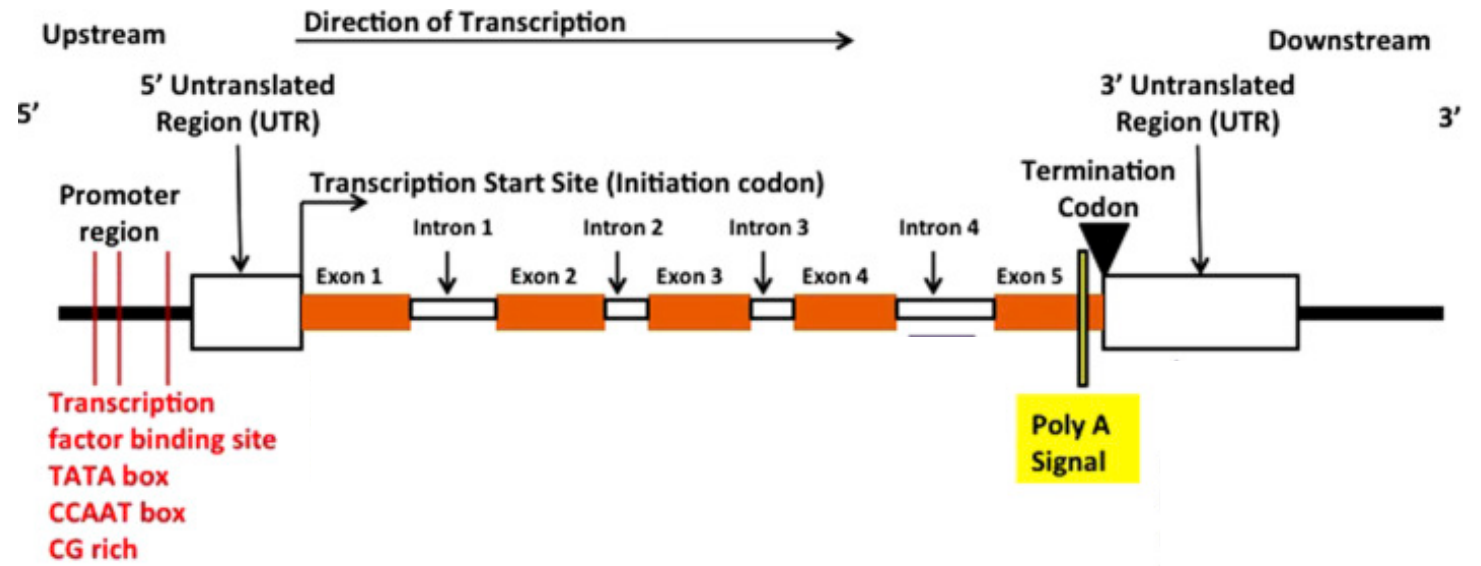 Upstream
Direction of Transcription
Downstream
5’ Untranslated
Region (UTR)
3’ Untranslated
Region (UTR)
5’
3’
Promoter
region
Transcription Start Site (Initiation codon)
Termination
Codon
Intron 1
Intron 2
Intron 3
Intron 4
Exon 1
Exon 2
Exon 3
Exon 4
Exon 5
Transcription
factor binding site
TATA box
CCAAT box
CG rich
Poly A
Signal